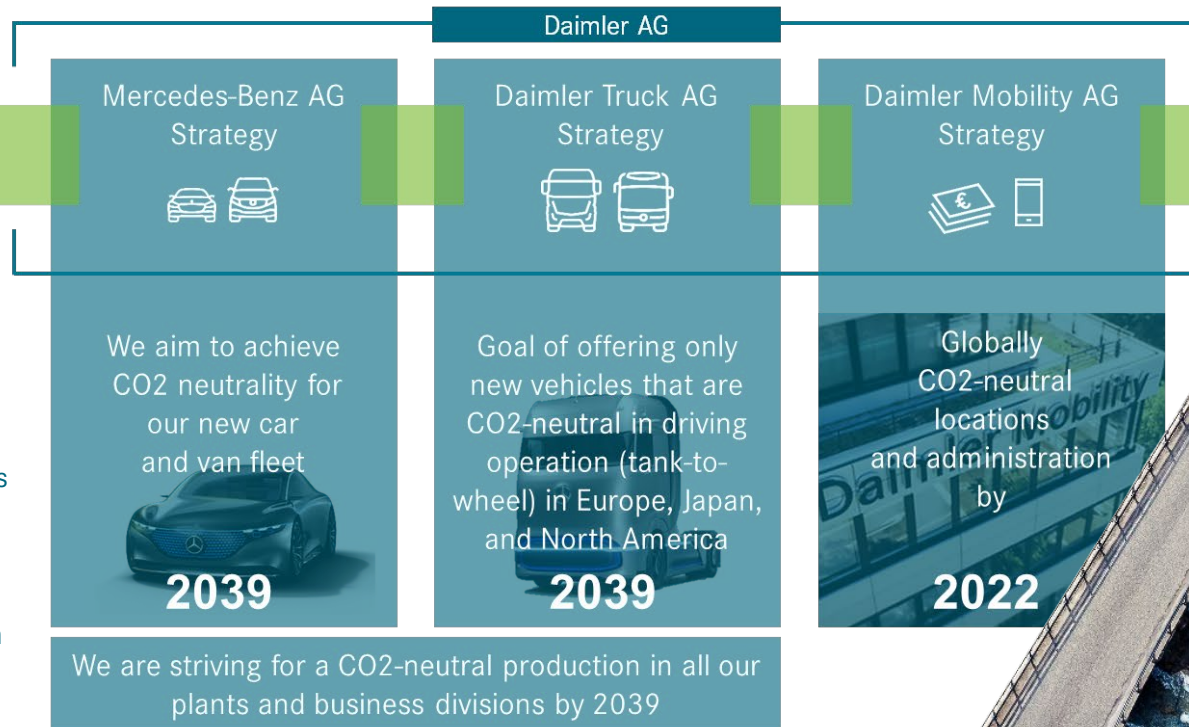 Daimler AG
Mercedes-Benz AG
Strategy
Daimler Truck AG
Strategy
Daimler Mobility AG
Strategy
€
We aim to achieve
CO2 neutrality for
our new car
and van fleet
2039
Goal of offering only
new vehicles that are
CO2-neutral in driving
operation (tank-to-
wheel) in Europe, Japan,
and North America
2039
Globally
CO2-neutral
locations
and administration
by
2022
Daimler Mobility
We are striving for a CO2-neutral production in all our
plants and business divisions by 2039